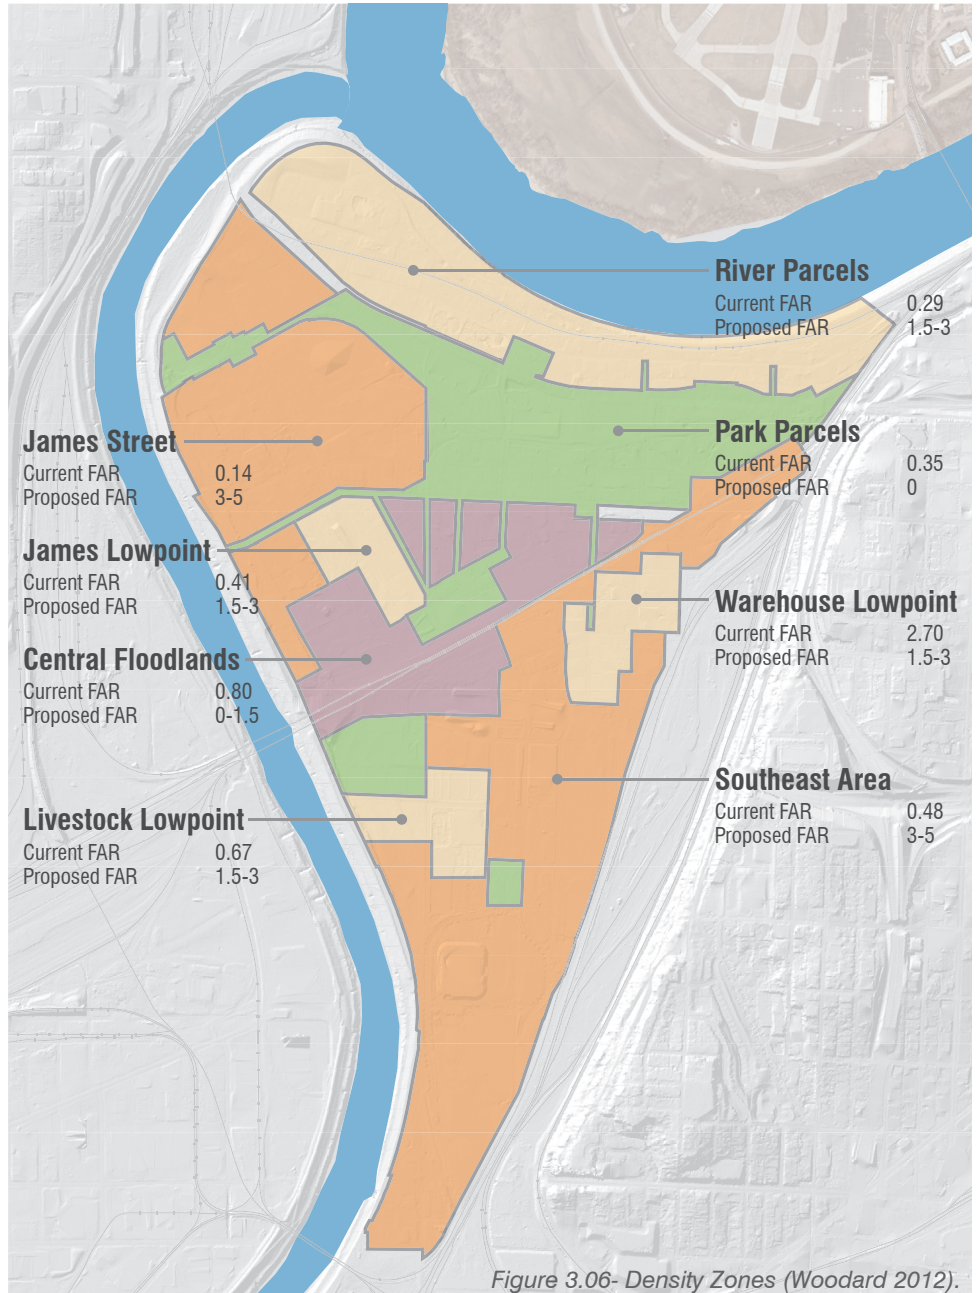 River Parcels
Current FAR 0.29
Proposed FAR 1.5-3
James Street
Current FAR 0.14
Proposed FAR 3-5
Park Parcels
Current FAR 0.35
Proposed FAR 0
James Lowpoint
Current FAR 0.41
Proposed FAR 1.5-3
Warehouse Lowpoint
Current FAR 2.70
Proposed FAR 1.5-3
Central Floodlands
Current FAR 0.80
Proposed FAR 0-1.5
Southeast Area
Current FAR 0.48
Proposed FAR 3-5
Livestock Lowpoint
Current FAR 0.67
Proposed FAR 1.5-3
Figure 3.06- Density Zones (Woodard 2012).